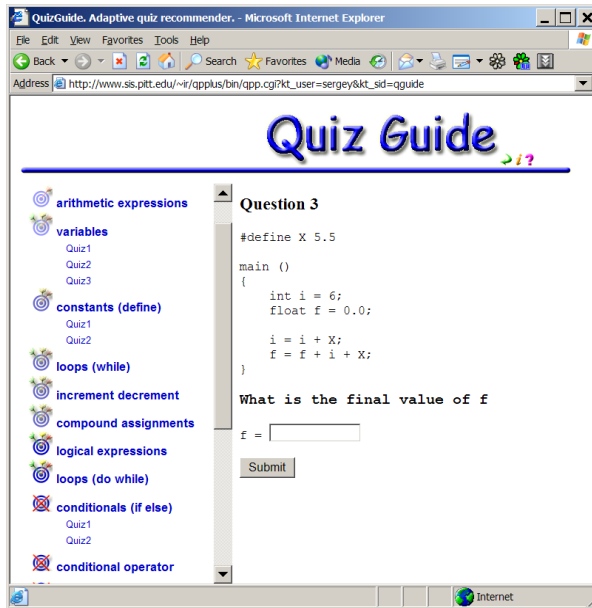 QuizGuide. Adaptive quiz recommender. - Microsoft Internet Explorer
File Edit View Favorites Tools Help
Back Search Favorites Media
Address http://www.sis.pitt.edu/~ir/qpplus/bin/qpp.cgi?kt_user=sergey&kt_sid=qguide
Quiz Guide
i?
arithmetic expressions
variables
Quiz1
Quiz2
Quiz3
constants (define)
Quiz1
Quiz2
loops (while)
increment decrement
compound assignments
logical expressions
loops (do while)
conditionals (if else)
Quiz1
Quiz2
conditional operator
Question 3
#define X 5.5
main ()
{
int i = 6;
float f = 0.0;
i = i + X;
f = f + i + X;
}
What is the final value of f
f =
Submit
Internet